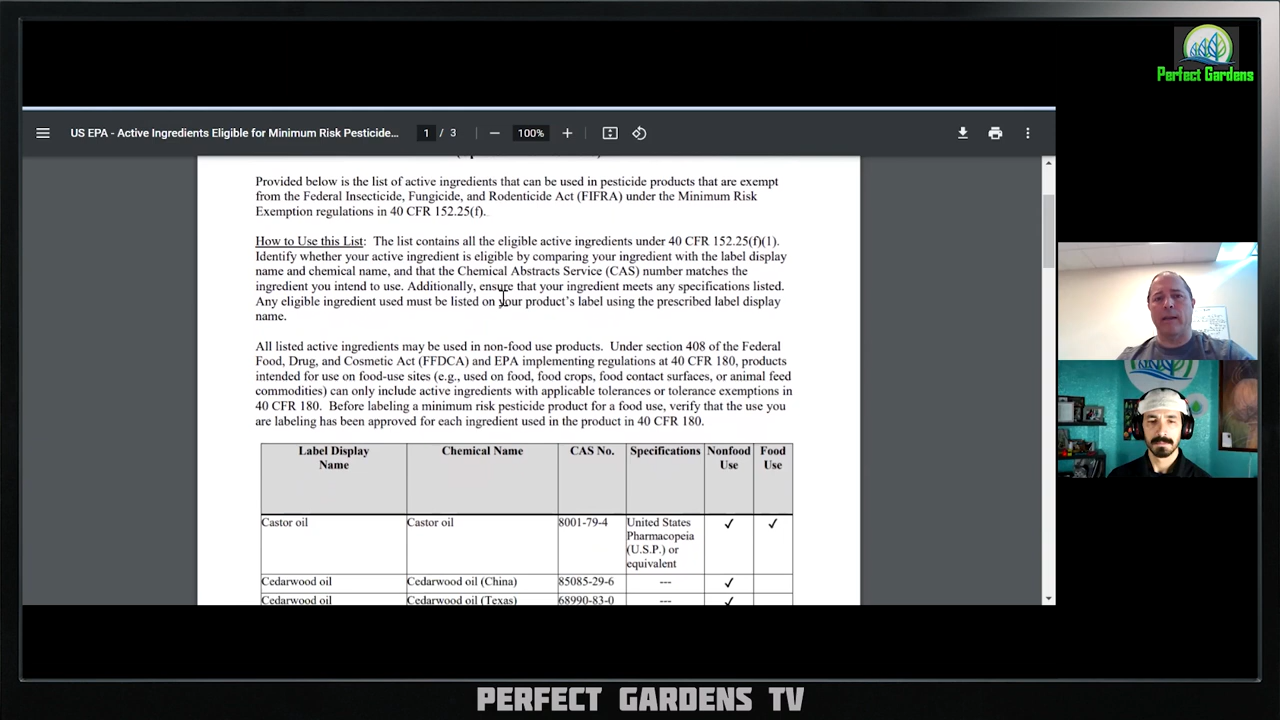 Perfect Gardens
US EPA - Active Ingredients Eligible for Minimum Risk Pesticide...
1 / 3
100%
Provided below is the list of active ingredients that can be used in pesticide products that are exempt
from the Federal Insecticide, Fungicide, and Rodenticide Act (FIFRA) under the Minimum Risk
Exemption regulations in 40 CFR 152.25(f).
How to Use this List: The list contains all the eligible active ingredients under 40 CFR 152.25(f)(1).
Identify whether your active ingredient is eligible by comparing your ingredient with the label display
name and chemical name, and that the Chemical Abstracts Service (CAS) number matches the
ingredient you intend to use. Additionally, ensure that your ingredient meets any specifications listed.
Any eligible ingredient used must be listed on your product's label using the prescribed label display
name.
All listed active ingredients may be used in non-food use products. Under section 408 of the Federal
Food, Drug, and Cosmetic Act (FFDCA) and EPA implementing regulations at 40 CFR 180, products
intended for use on food-use sites (e.g., used on food, food crops, food contact surfaces, or animal feed
commodities) can only include active ingredients with applicable tolerances or tolerance exemptions in
40 CFR 180. Before labeling a minimum risk pesticide product for a food use, verify that the use you
are labeling has been approved for each ingredient used in the product in 40 CFR 180.
Label Display Name Chemical Name CAS No. Specifications Nonfood Use Food Use
Castor oil Castor oil 8001-79-4 United States Pharmacopeia (U.S.P.) or equivalent ✓ ✓
Cedarwood oil Cedarwood oil (China) 85085-29-6 --- ✓
Cedarwood oil Cedarwood oil (Texas) 68990-83-0 --- ✓
PERFECT GARDENS TV